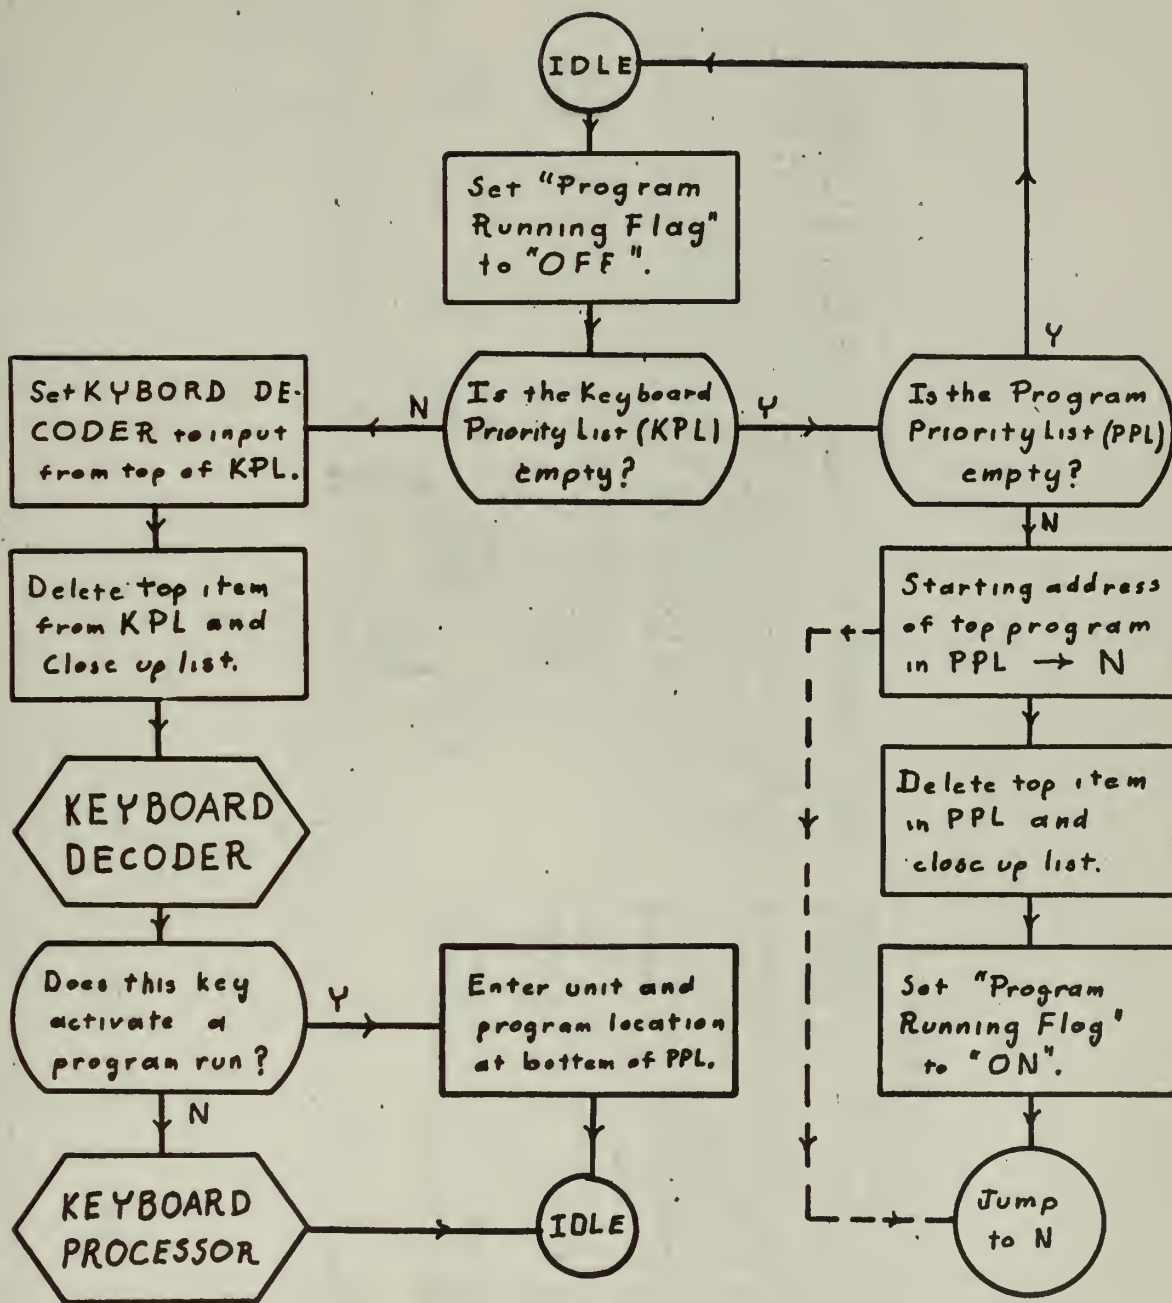 IDLE
Set "Program
Running Flag"
to "OFF".
Set KYBORD DE-
CODER to input
from top of KPL.
N
Is the Keyboard
Priority List (KPL)
empty?
Y
Is the Program
Priority List (PPL)
empty?
Y
N
Delete top item
from KPL and
Close up list.
Starting address
of top program
in PPL → N
KEYBOARD
DECODER
Delete top item
in PPL and
close up list.
Does this key
activate a
program run?
Y
N
Enter unit and
program location
at bottom of PPL.
Set "Program
Running Flag"
to "ON".
KEYBOARD
PROCESSOR
IDLE
Jump
to N